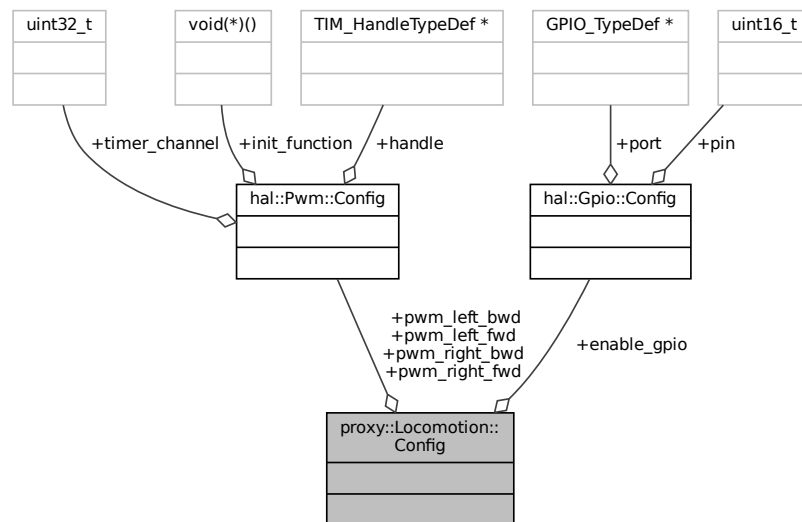 uint32_t
void(*)()
TIM_HandleTypeDef *
GPIO_TypeDef *
uint16_t
+timer_channel
+init_function
+handle
+port
+pin
hal::Pwm::Config
hal::Gpio::Config
+pwm_left_bwd
+pwm_left_fwd
+pwm_right_bwd
+pwm_right_fwd
+enable_gpio
proxy::Locomotion::
Config